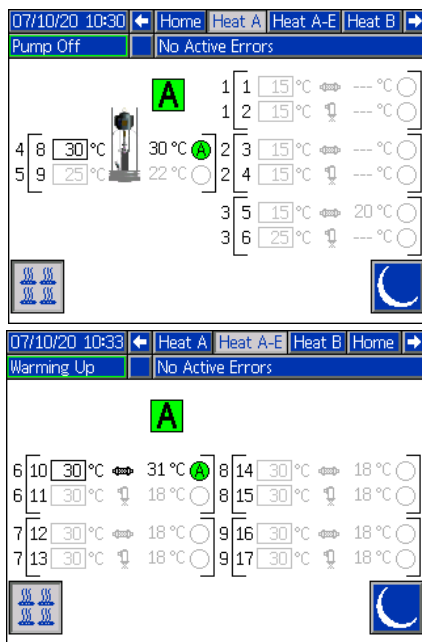 07/10/20 10:30 Home Heat A Heat A-E Heat B
Pump Off No Active Errors
A
1 1 15 °C --- °C
1 2 15 °C --- °C
4 8 30 °C 30 °C A 2 3 15 °C --- °C
5 9 25 °C 22 °C 2 4 15 °C --- °C
3 5 15 °C 20 °C
3 6 25 °C --- °C
07/10/20 10:33 Heat A Heat A-E Heat B Home
Warming Up No Active Errors
A
6 10 30 °C 31 °C A 8 14 30 °C 18 °C
6 11 30 °C 18 °C 8 15 30 °C 18 °C
7 12 30 °C 18 °C 9 16 30 °C 18 °C
7 13 30 °C 18 °C 9 17 30 °C 18 °C